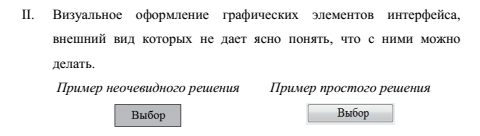 II. Визуальное оформление графических элементов интерфейса,
внешний вид которых не дает ясно понять, что с ними можно
делать.
Пример неочевидного решения Пример простого решения
Выбор Выбор